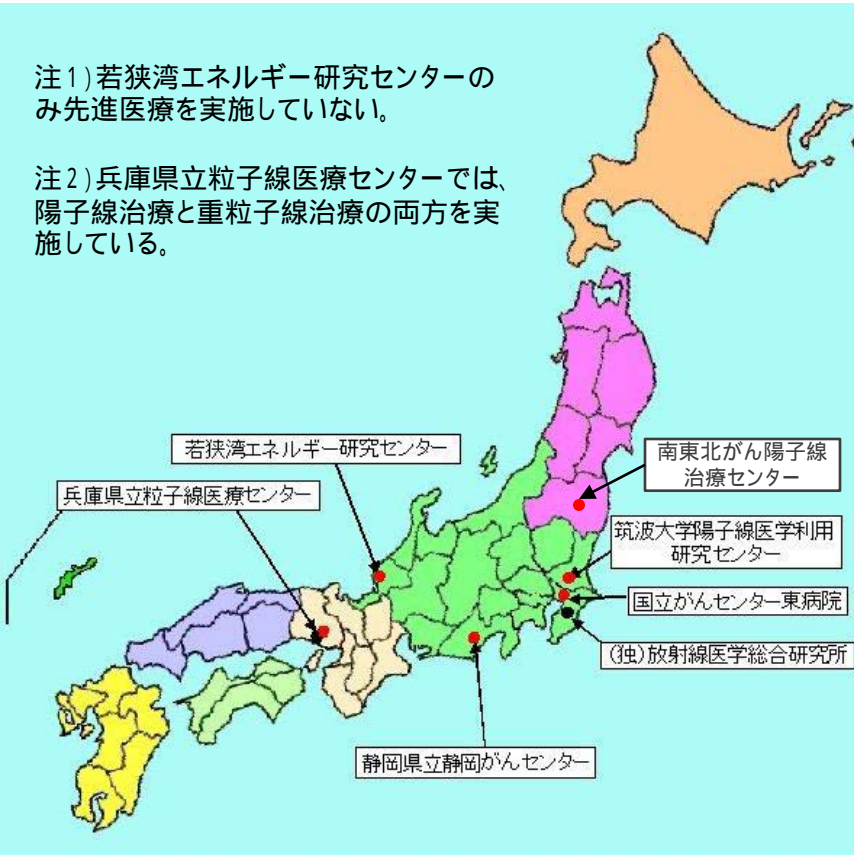 注1)若狭湾エネルギー研究センターの
み先進医療を実施していない。
注2)兵庫県立粒子線医療センターでは、
陽子線治療と重粒子線治療の両方を実
施している。
若狭湾エネルギー研究センター
兵庫県立粒子線医療センター
南東北がん陽子線
治療センター
筑波大学陽子線医学利用
研究センター
国立がんセンター東病院
(独)放射線医学総合研究所
静岡県立静岡がんセンター